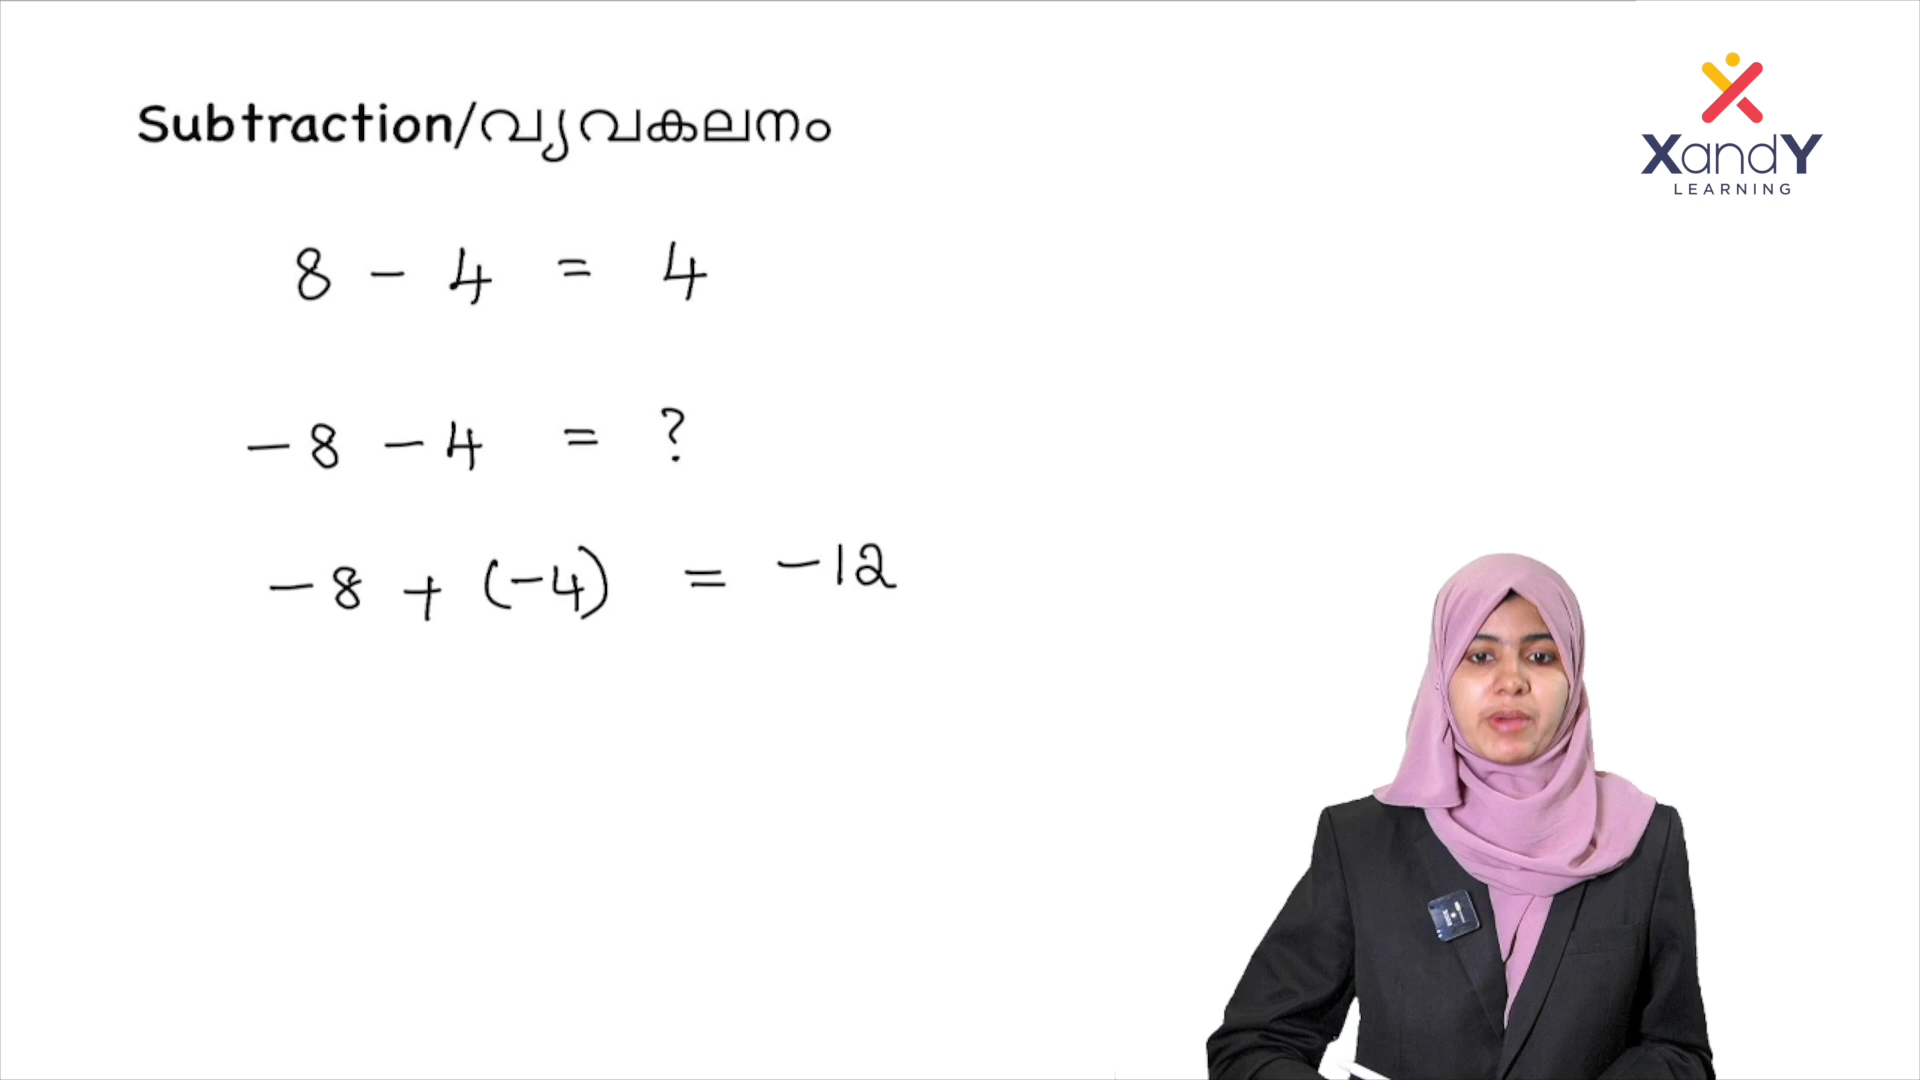 Subtraction/വ്യവകലനം
XandY
LEARNING
8 - 4 = 4
-8 - 4 = ?
-8 + (-4) = -12